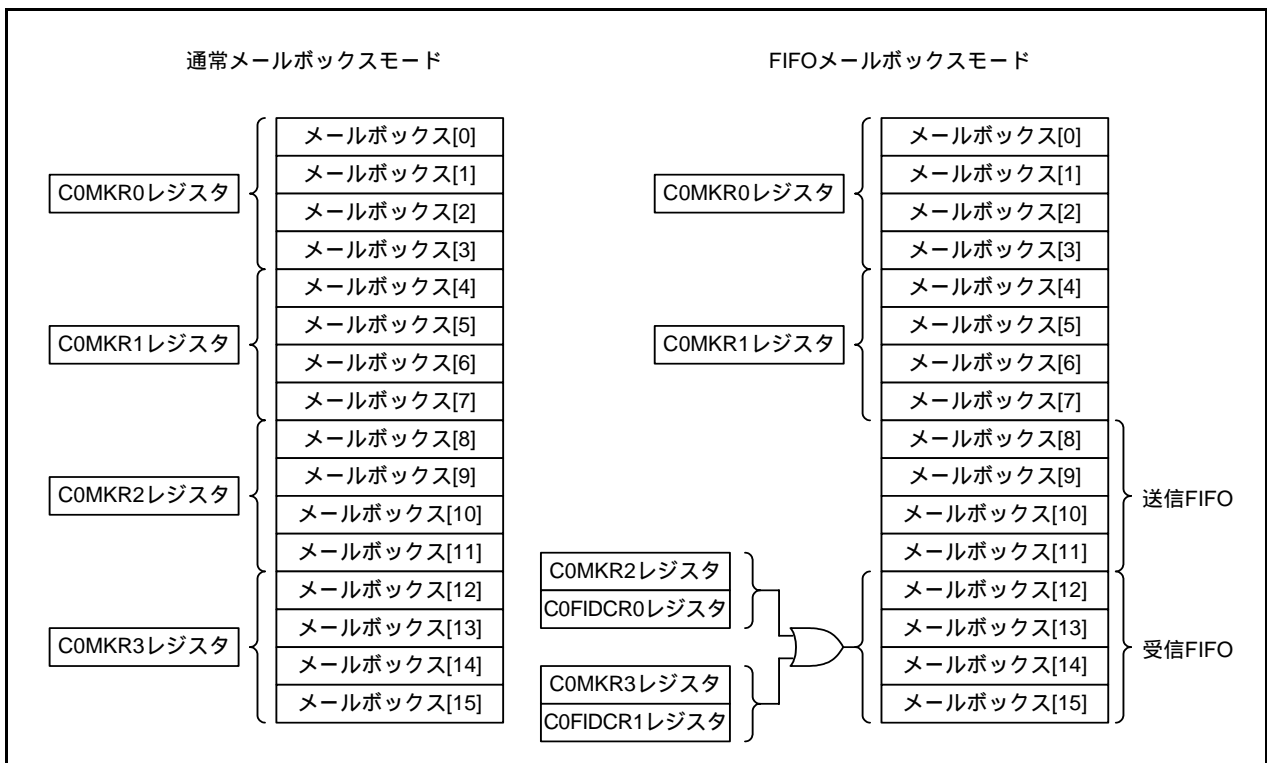 通常メールボックスモード
メールボックス[0]
メールボックス[1]
メールボックス[2]
メールボックス[3]
メールボックス[4]
メールボックス[5]
メールボックス[6]
メールボックス[7]
メールボックス[8]
メールボックス[9]
メールボックス[10]
メールボックス[11]
メールボックス[12]
メールボックス[13]
メールボックス[14]
メールボックス[15]
C0MKR0レジスタ
C0MKR1レジスタ
C0MKR2レジスタ
C0MKR3レジスタ
FIFOメールボックスモード
メールボックス[0]
メールボックス[1]
メールボックス[2]
メールボックス[3]
メールボックス[4]
メールボックス[5]
メールボックス[6]
メールボックス[7]
メールボックス[8]
メールボックス[9]
メールボックス[10]
メールボックス[11]
メールボックス[12]
メールボックス[13]
メールボックス[14]
メールボックス[15]
C0MKR0レジスタ
C0MKR1レジスタ
C0MKR2レジスタ
C0FIDCR0レジスタ
C0MKR3レジスタ
C0FIDCR1レジスタ
送信FIFO
受信FIFO